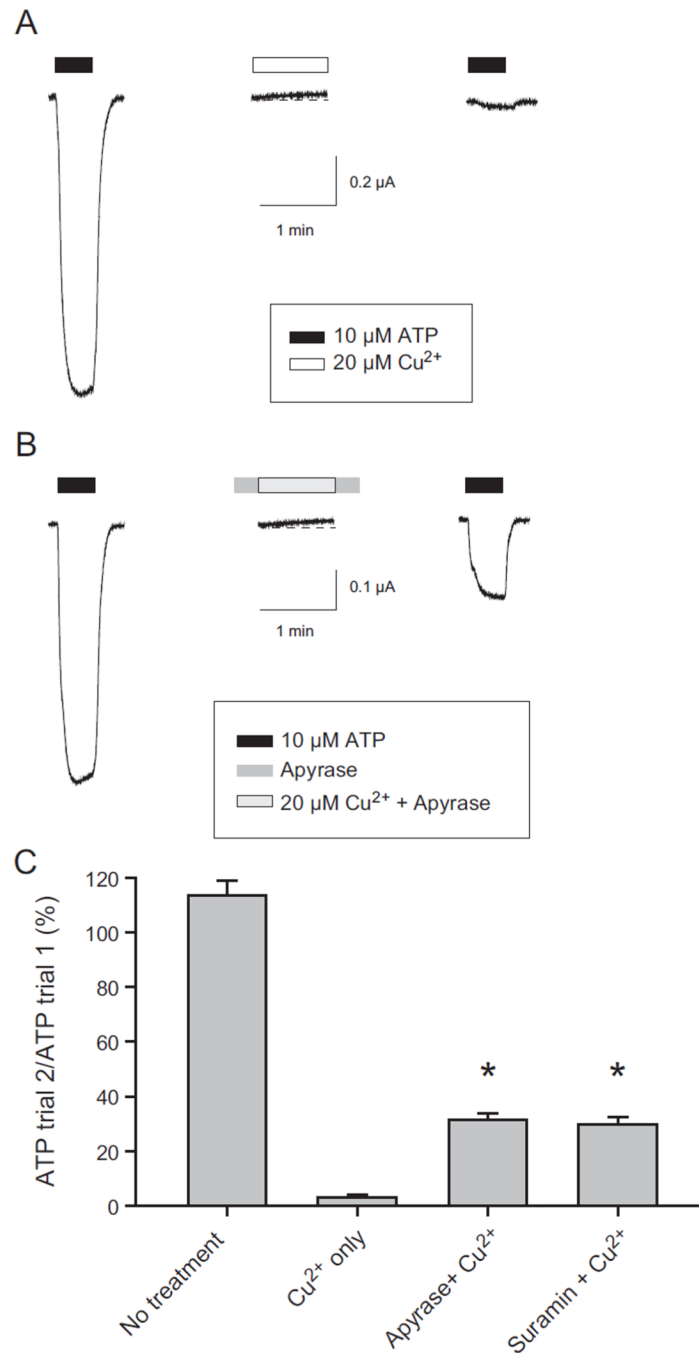 A
0.2 µA
1 min
10 µM ATP
20 µM Cu2+
B
0.1 µA
1 min
10 µM ATP
Apyrase
20 µM Cu2+ + Apyrase
C
ATP trial 2/ATP trial 1 (%)
120
100
80
60
40
20
0
* *
No treatment
Cu2+ only
Apyrase+ Cu2+
Suramin + Cu2+